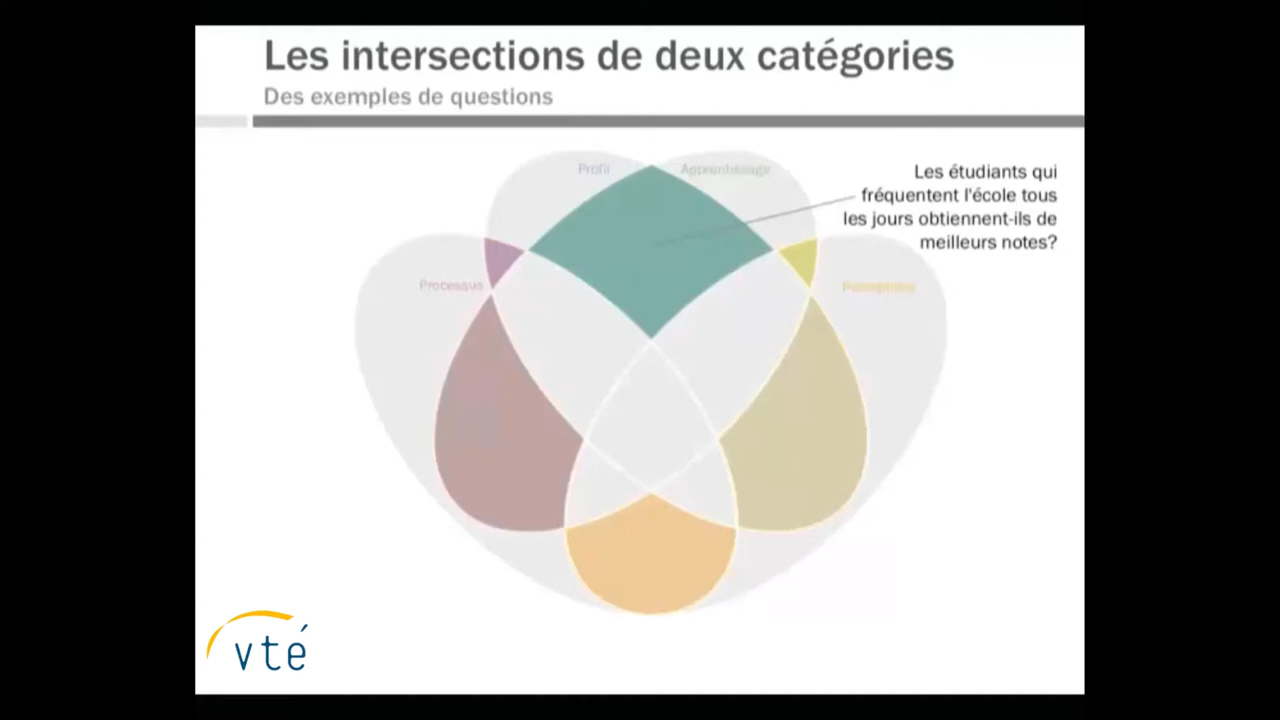 Les intersections de deux catégories
Des exemples de questions
Profil
Apprentissage
Les étudiants qui
fréquentent l'école tous
les jours obtiennent-ils de
meilleurs notes?
Processus
Perceptions
vté